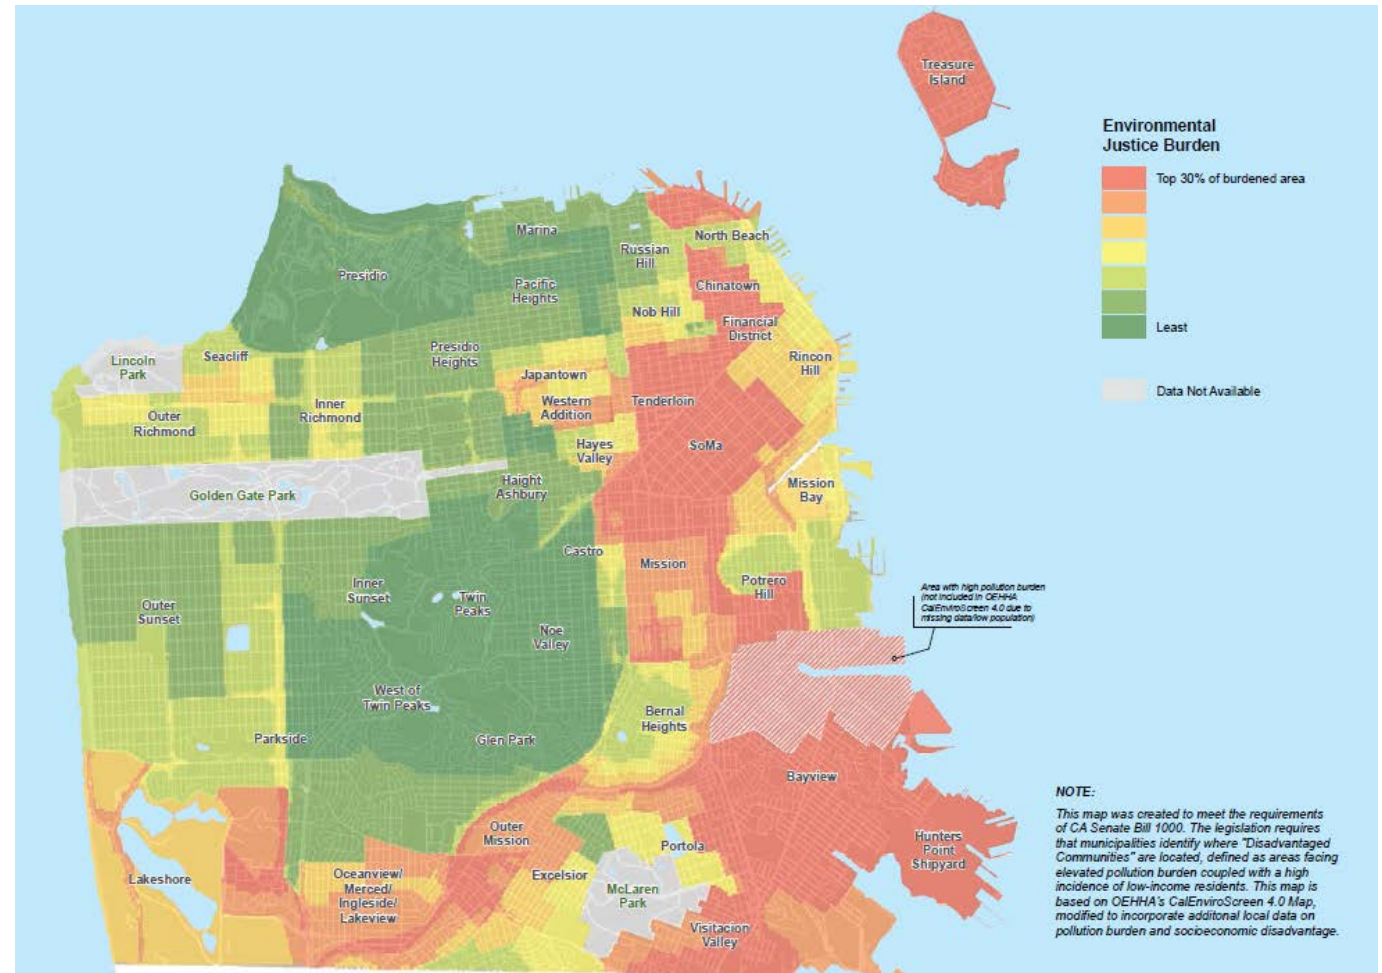 Treasure
Island
Environmental
Justice Burden
Top 30% of burdened area
Least
Data Not Available
Marina
North Beach
Russian
Hill
Presidio
Pacific
Heights
Chinatown
Nob Hill
Financial
District
Presidio
Heights
Lincoln
Park
Seacliff
Rincon
Hill
Japantown
Western
Addition
Tenderloin
Inner
Richmond
Outer
Richmond
Hayes
Valley
SoMa
Haight
Ashbury
Mission
Bay
Golden Gate Park
Castro
Mission
Potrero
Hill
Inner
Sunset
Twin
Peaks
Outer
Sunset
Noe
Valley
Area with high pollution burden
(not included in OEHHA
CalEnviroScreen 4.0 due to
missing data/low population)
West of
Twin Peaks
Bernal
Heights
Parkside
Glen Park
Bayview
Outer
Mission
Portola
Hunters
Point
Shipyard
Lakeshore
Oceanview/
Merced/
Ingleside/
Lakeview
Excelsior
McLaren
Park
Visitacion
Valley
NOTE:
This map was created to meet the requirements
of CA Senate Bill 1000. The legislation requires
that municipalities identify where "Disadvantaged
Communities" are located, defined as areas facing
elevated pollution burden coupled with a high
incidence of low-income residents. This map is
based on OEHHA's CalEnviroScreen 4.0 Map,
modified to incorporate additonal local data on
pollution burden and socioeconomic disadvantage.